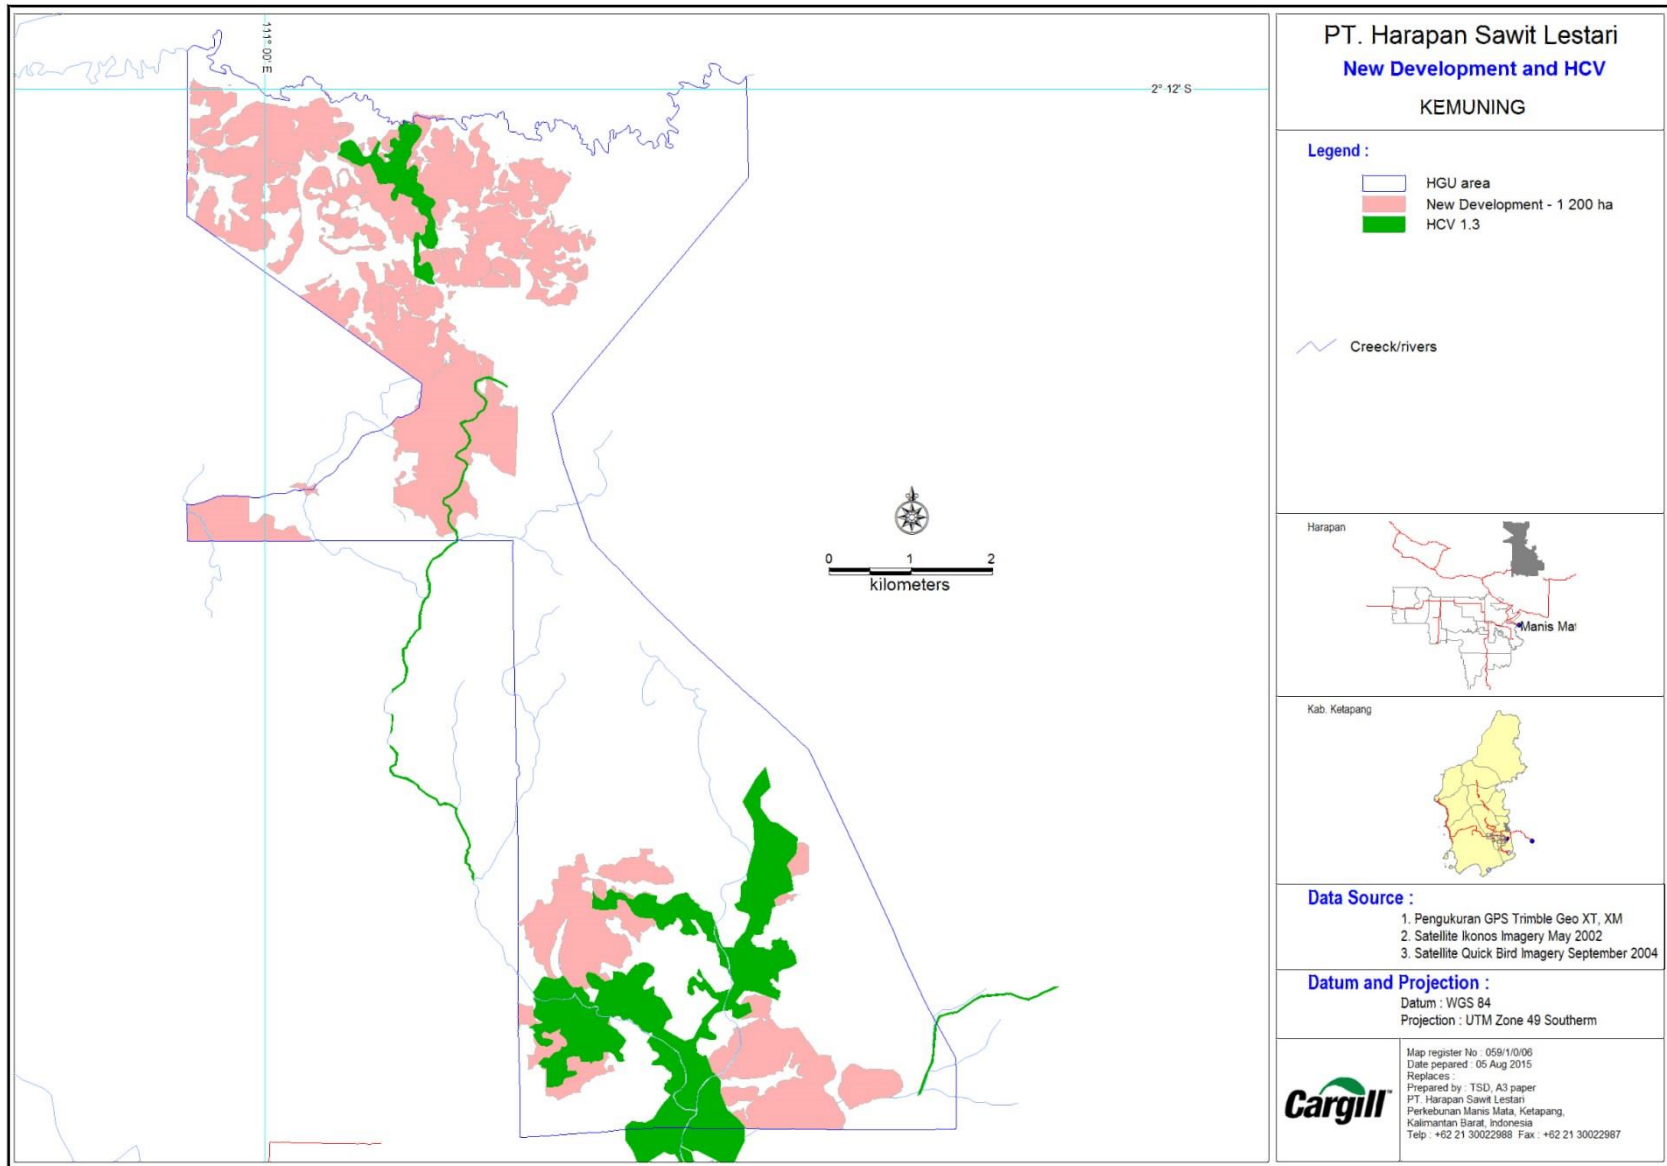 111° 00' E
2° 12' S
0 1 2
kilometers
PT. Harapan Sawit Lestari
New Development and HCV
KEMUNING
Legend :
HGU area
New Development - 1 200 ha
HCV 1.3
Creeck/rivers
Harapan
Manis Mat
Kab. Ketapang
Data Source :
1. Pengukuran GPS Trimble Geo XT, XM
2. Satellite Ikonos Imagery May 2002
3. Satellite Quick Bird Imagery September 2004
Datum and Projection :
Datum : WGS 84
Projection : UTM Zone 49 Southerm
Cargill™
Map register No : 059/1/0/06
Date pepared : 05 Aug 2015
Replaces :
Prepared by : TSD, A3 paper
PT. Harapan Sawit Lestari
Perkebunan Manis Mata, Ketapang,
Kalimantan Barat, Indonesia
Telp : +62 21 30022988 Fax : +62 21 30022987